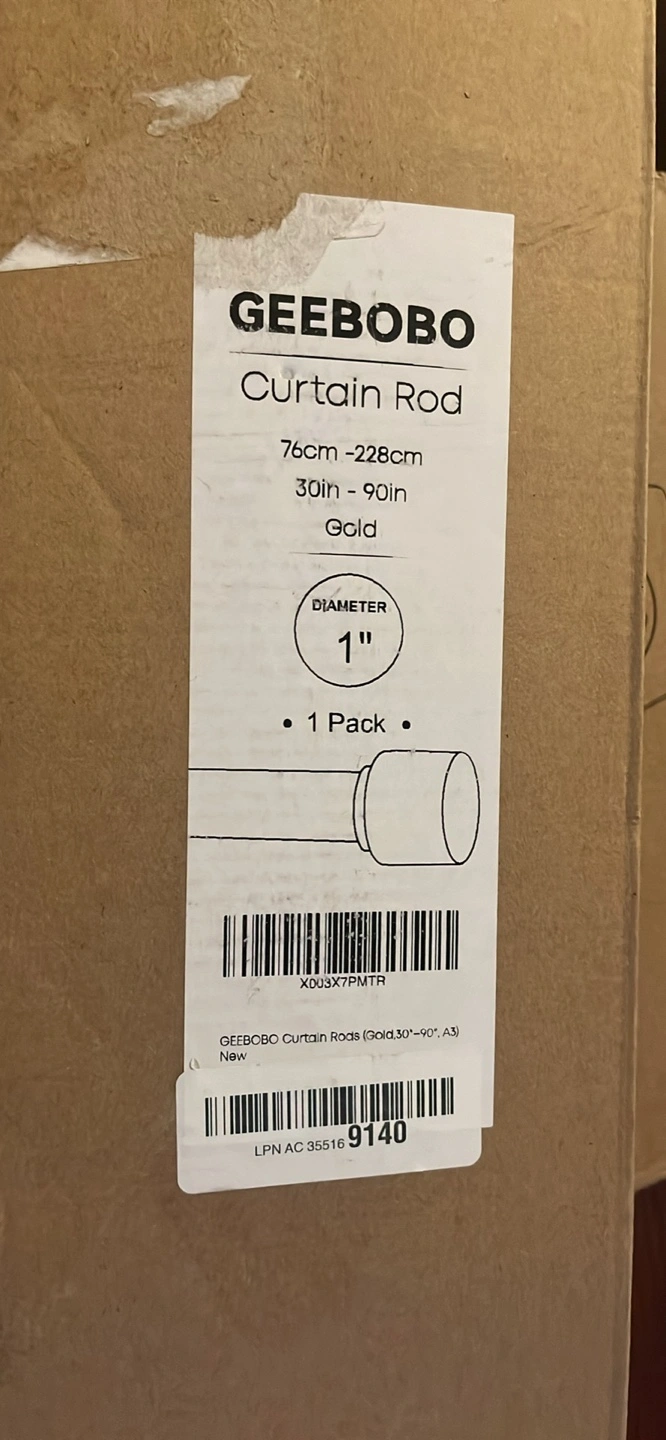 GEEBOBO
Curtain Rod
76cm -228cm
30in - 90in
Gold
DIAMETER
1"
• 1 Pack •
X003X7PMTR
GEEBOBO Curtain Rods (Gold,30"-90", A3)
New
LPN AC 35516 9140